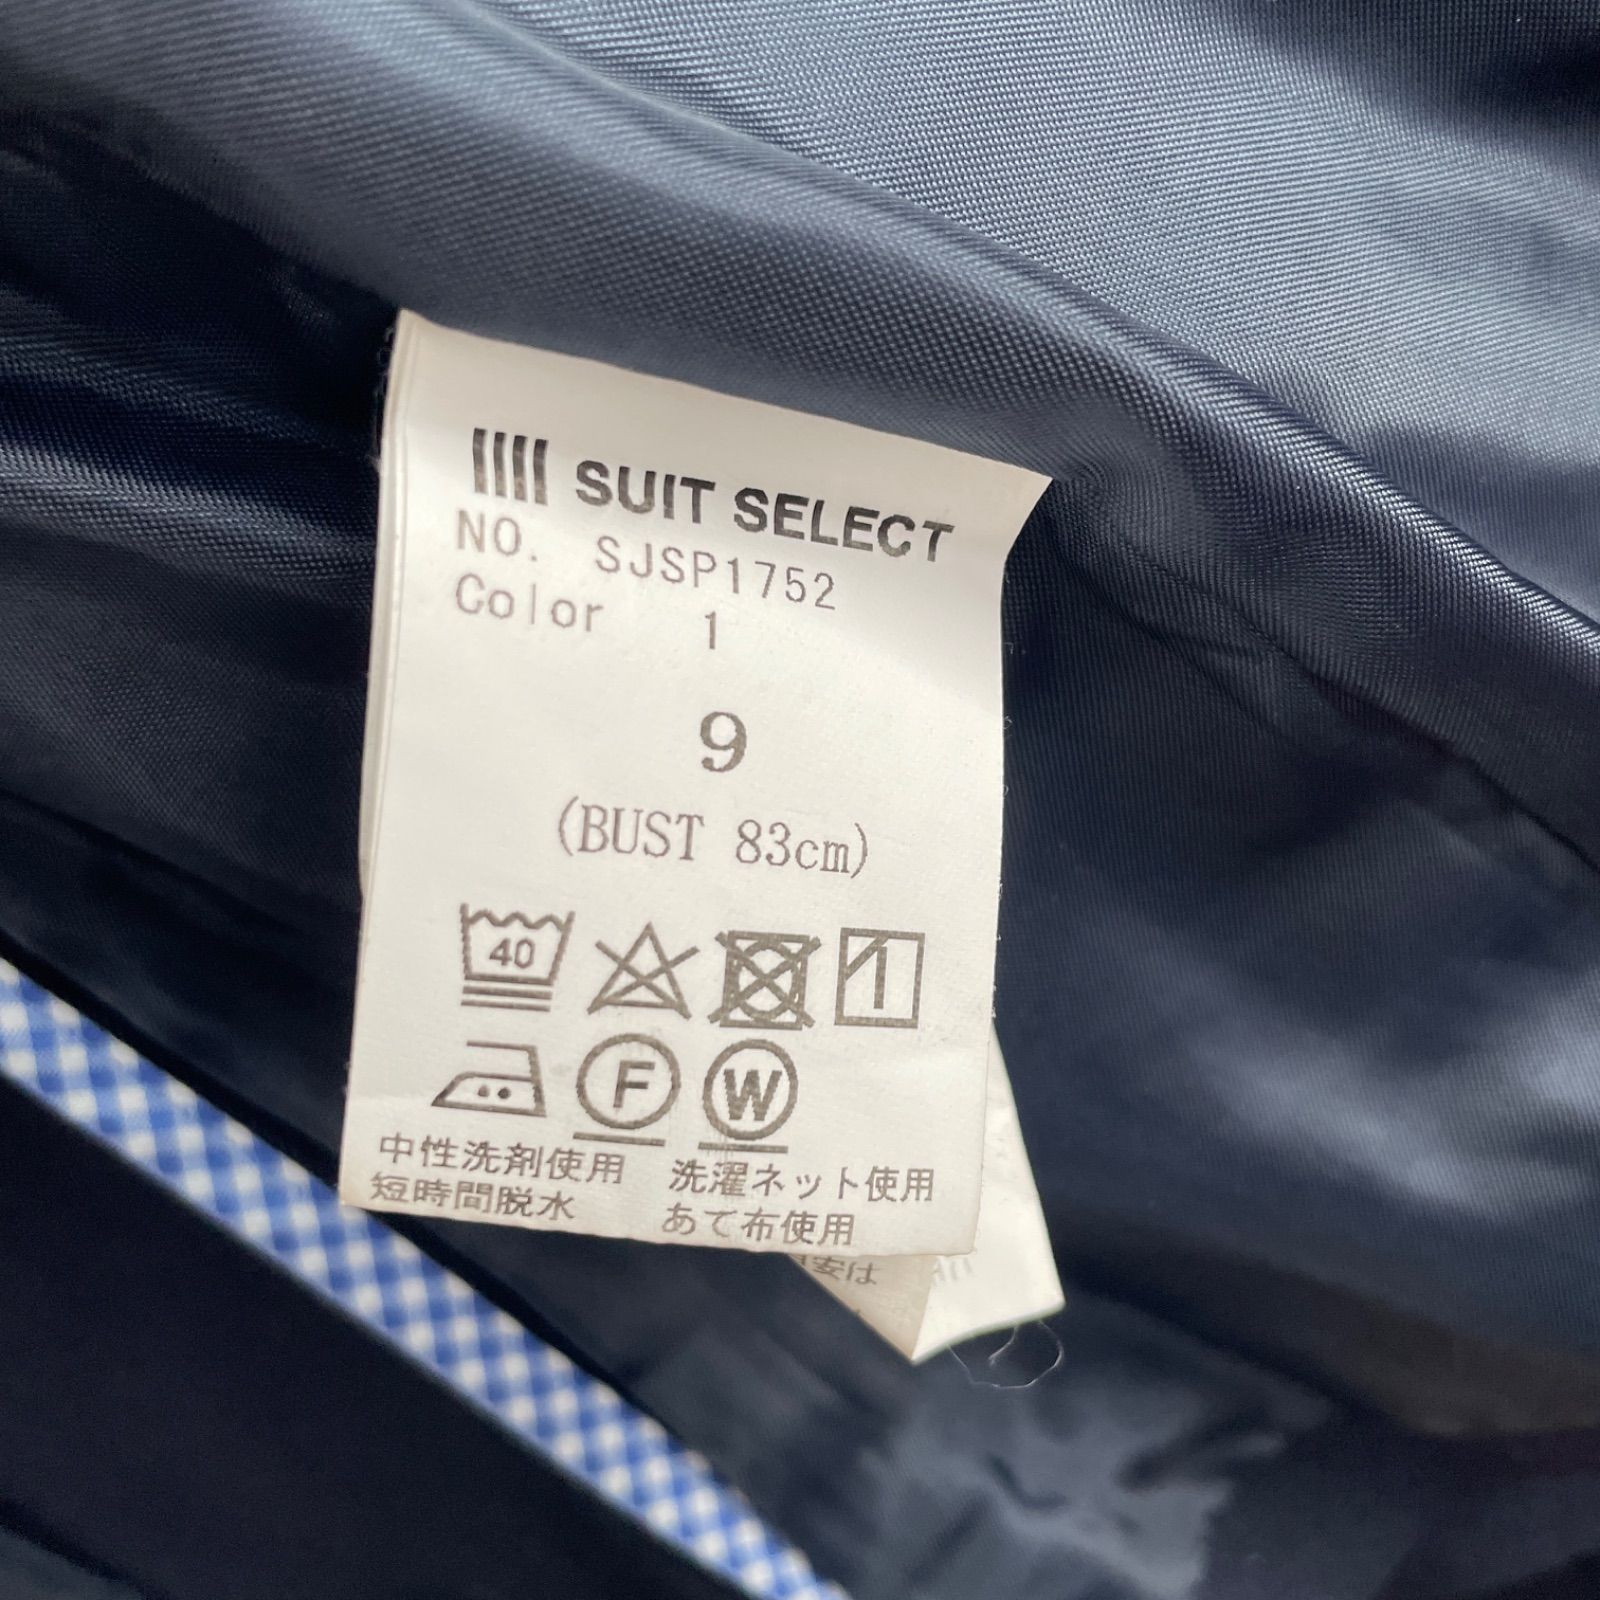 SUIT SELECT
NO. SJSP1752
Color 1
9
(BUST 83cm)
40
F W
中性洗剤使用 洗濯ネット使用
短時間脱水 あて布使用